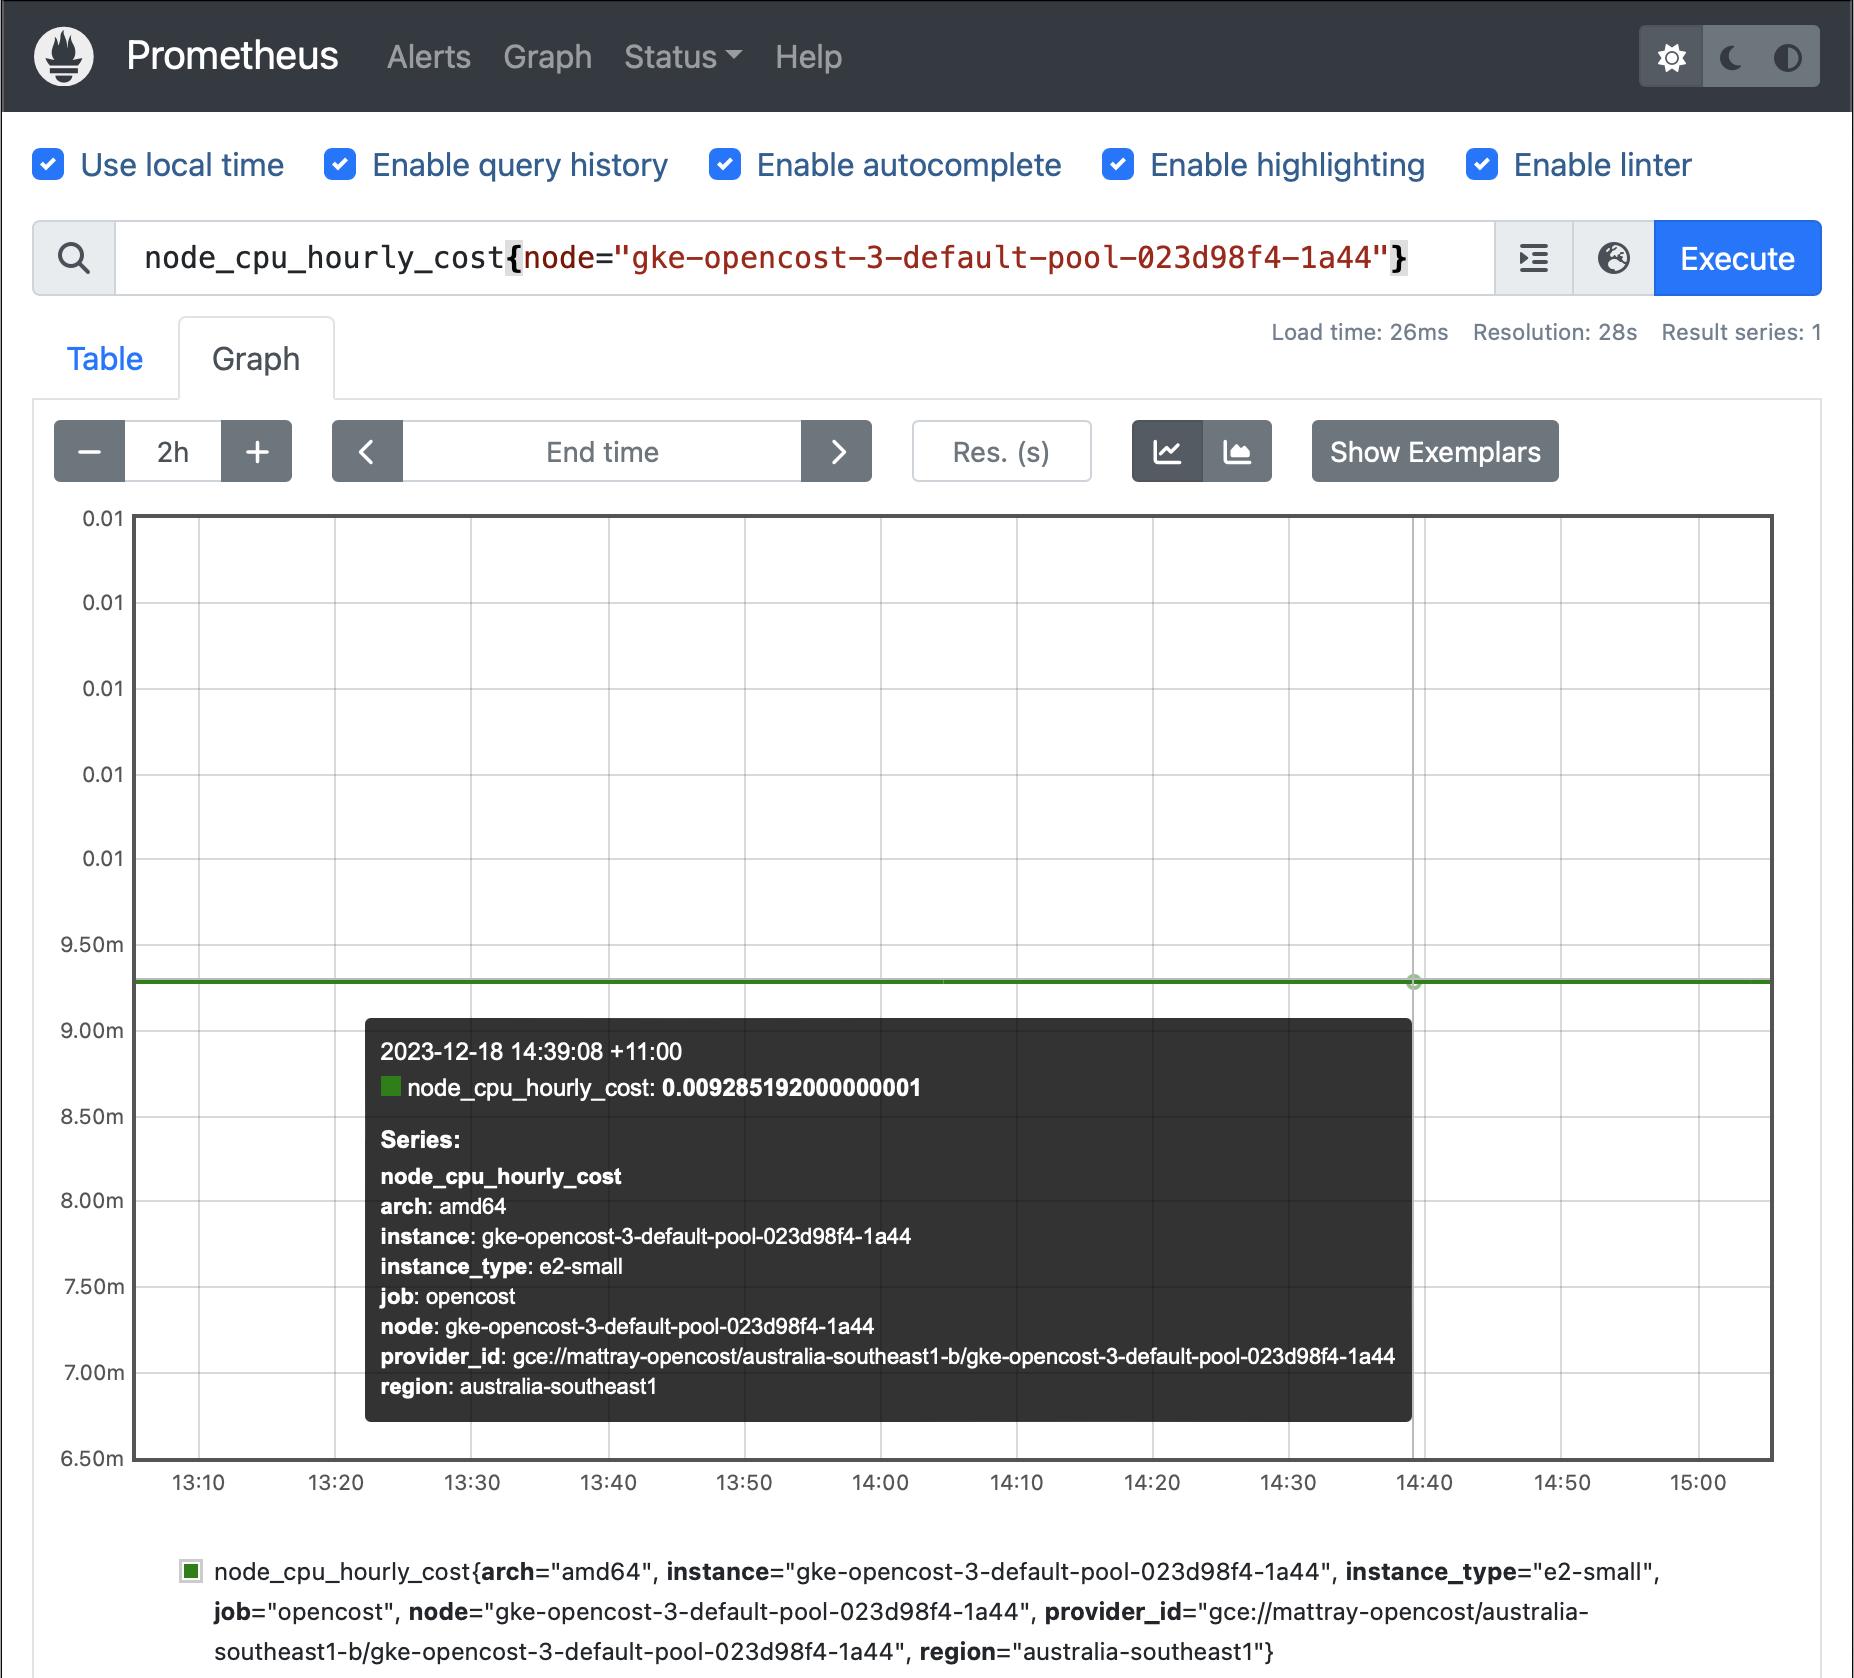 Prometheus Alerts Graph Status Help
Use local time Enable query history Enable autocomplete Enable highlighting Enable linter
node_cpu_hourly_cost{node="gke-opencost-3-default-pool-023d98f4-1a44"} Execute
Load time: 26ms Resolution: 28s Result series: 1
Table Graph
2h End time Res. (s) Show Exemplars
0.01
0.01
0.01
0.01
0.01
9.50m
9.00m
8.50m
8.00m
7.50m
7.00m
6.50m
2023-12-18 14:39:08 +11:00
node_cpu_hourly_cost: 0.009285192000000001
Series:
node_cpu_hourly_cost
arch: amd64
instance: gke-opencost-3-default-pool-023d98f4-1a44
instance_type: e2-small
job: opencost
node: gke-opencost-3-default-pool-023d98f4-1a44
provider_id: gce://mattray-opencost/australia-southeast1-b/gke-opencost-3-default-pool-023d98f4-1a44
region: australia-southeast1
13:10 13:20 13:30 13:40 13:50 14:00 14:10 14:20 14:30 14:40 14:50 15:00
node_cpu_hourly_cost{arch="amd64", instance="gke-opencost-3-default-pool-023d98f4-1a44", instance_type="e2-small",
job="opencost", node="gke-opencost-3-default-pool-023d98f4-1a44", provider_id="gce://mattray-opencost/australia-
southeast1-b/gke-opencost-3-default-pool-023d98f4-1a44", region="australia-southeast1"}